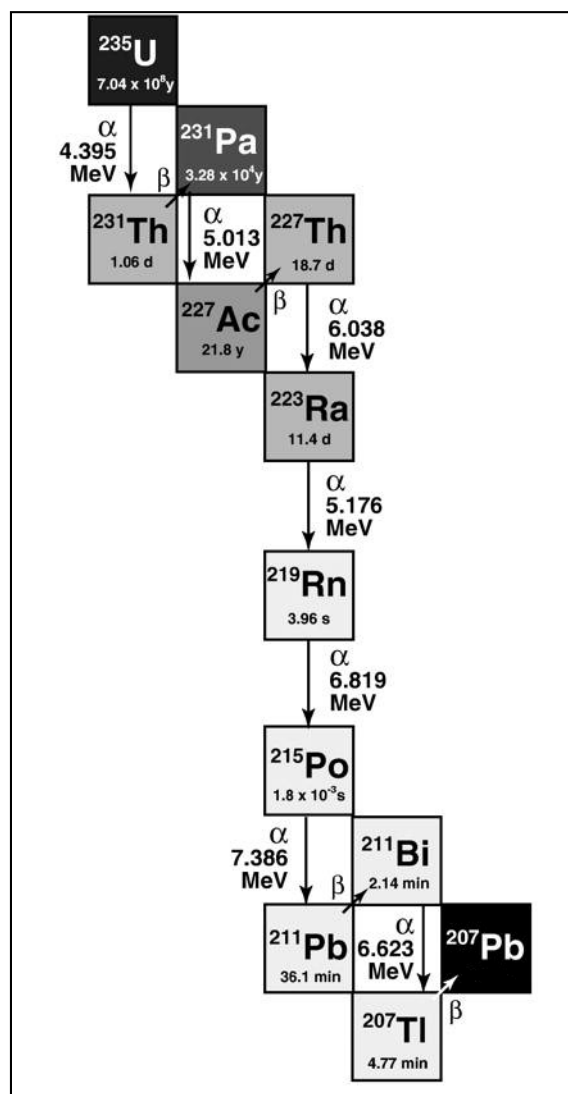 ²³⁵U
7.04 x 10⁸y
α
4.395
MeV
²³¹Pa
3.28 x 10⁴y
β
²³¹Th
1.06 d
α
5.013
MeV
²²⁷Th
18.7 d
²²⁷Ac
21.8 y
β
α
6.038
MeV
²²³Ra
11.4 d
α
5.176
MeV
²¹⁹Rn
3.96 s
α
6.819
MeV
²¹⁵Po
1.8 x 10⁻³s
α
7.386
MeV
²¹¹Bi
2.14 min
β
²¹¹Pb
36.1 min
α
6.623
MeV
²⁰⁷Pb
²⁰⁷Tl
4.77 min
β